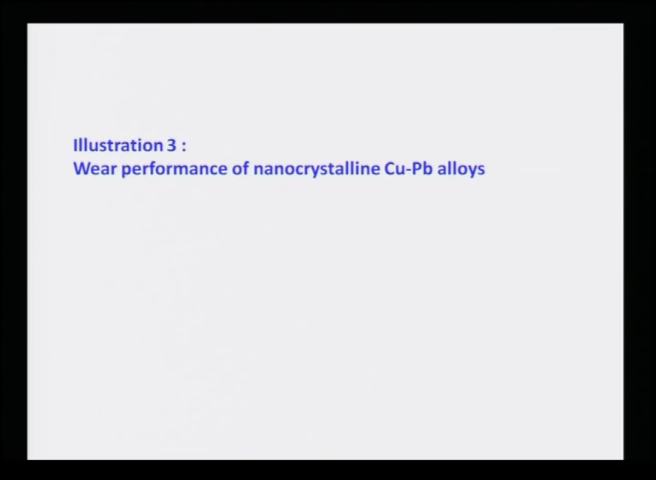 Illustration 3 :
Wear performance of nanocrystalline Cu-Pb alloys